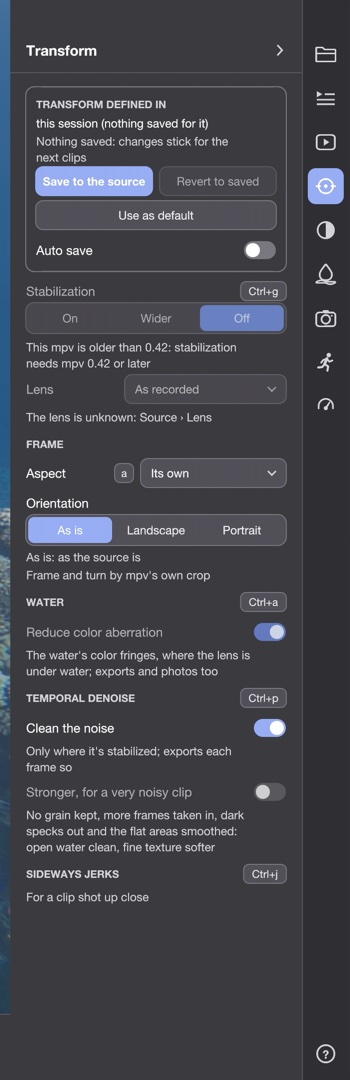 Transform
TRANSFORM DEFINED IN
this session (nothing saved for it)
Nothing saved: changes stick for the
next clips
Save to the source
Revert to saved
Use as default
Auto save
Stabilization
Ctrl+g
On
Wider
Off
This mpv is older than 0.42: stabilization
needs mpv 0.42 or later
Lens
As recorded
The lens is unknown: Source › Lens
FRAME
Aspect
a
Its own
Orientation
As is
Landscape
Portrait
As is: as the source is
Frame and turn by mpv's own crop
WATER
Ctrl+a
Reduce color aberration
The water's color fringes, where the lens is
under water; exports and photos too
TEMPORAL DENOISE
Ctrl+p
Clean the noise
Only where it's stabilized; exports each
frame so
Stronger, for a very noisy clip
No grain kept, more frames taken in, dark
specks out and the flat areas smoothed:
open water clean, fine texture softer
SIDEWAYS JERKS
Ctrl+j
For a clip shot up close